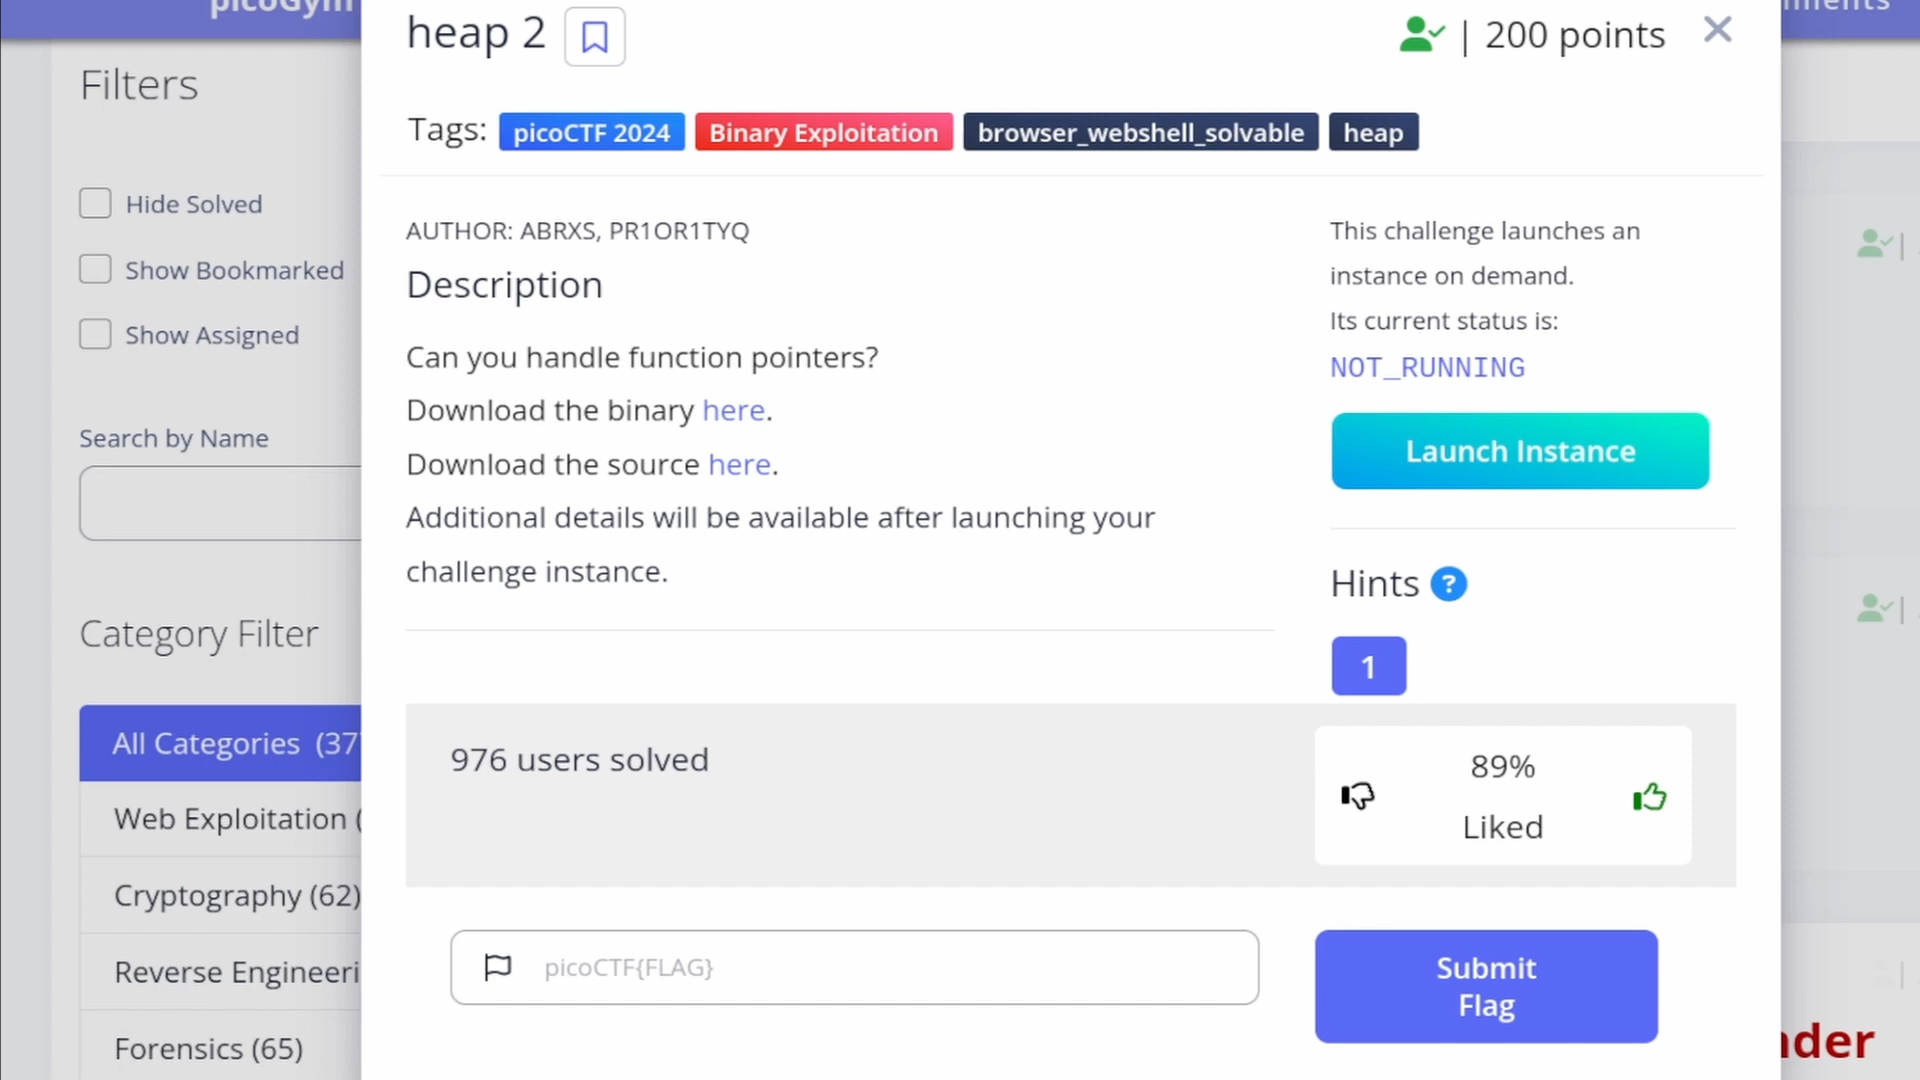 picoGym
heap 2
| 200 points
Filters
Tags: picoCTF 2024 Binary Exploitation browser_webshell_solvable heap
Hide Solved
Show Bookmarked
Show Assigned
AUTHOR: ABRXS, PR1OR1TYQ
Description
Can you handle function pointers?
Download the binary here.
Download the source here.
Additional details will be available after launching your
challenge instance.
This challenge launches an
instance on demand.
Its current status is:
NOT_RUNNING
Launch Instance
Hints ?
1
Search by Name
Category Filter
All Categories (37
Web Exploitation (
Cryptography (62)
Reverse Engineeri
Forensics (65)
976 users solved
89%
Liked
picoCTF{FLAG}
Submit
Flag
nder